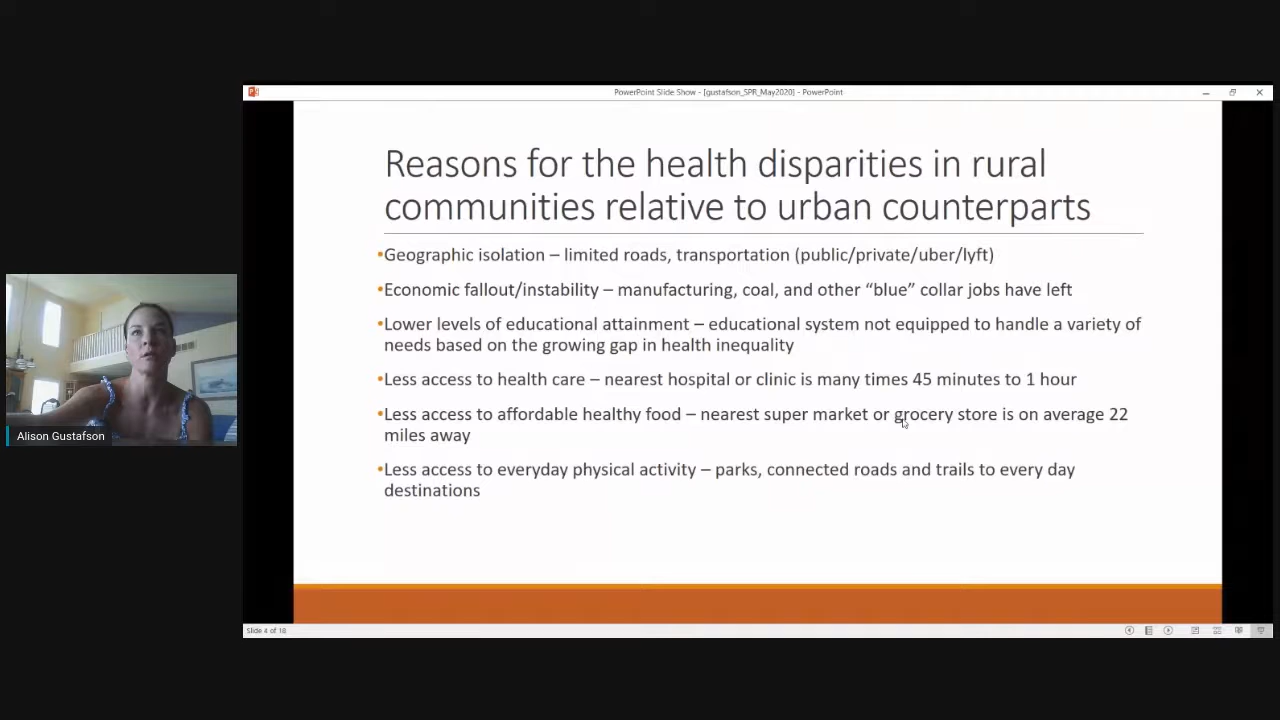 PowerPoint Slide Show - [gustafson_SPR_May2020] - PowerPoint
Reasons for the health disparities in rural
communities relative to urban counterparts
•Geographic isolation – limited roads, transportation (public/private/uber/lyft)
•Economic fallout/instability – manufacturing, coal, and other “blue” collar jobs have left
•Lower levels of educational attainment – educational system not equipped to handle a variety of
needs based on the growing gap in health inequality
•Less access to health care – nearest hospital or clinic is many times 45 minutes to 1 hour
•Less access to affordable healthy food – nearest super market or grocery store is on average 22
miles away
•Less access to everyday physical activity – parks, connected roads and trails to every day
destinations
Alison Gustafson
Slide 4 of 18